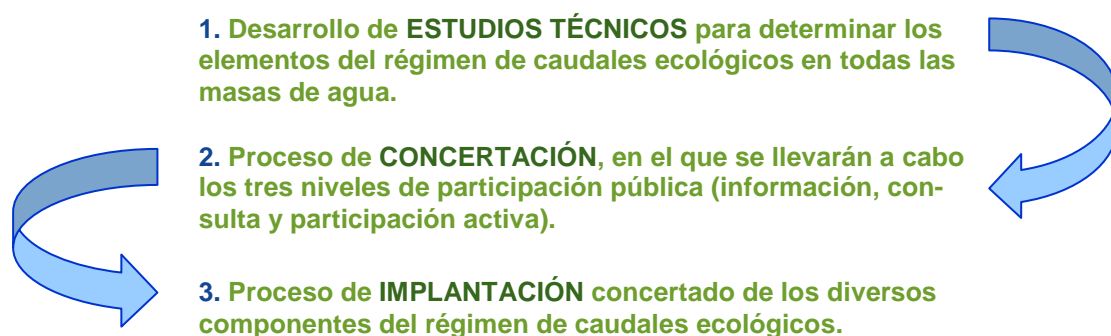 1. Desarrollo de ESTUDIOS TÉCNICOS para determinar los
elementos del régimen de caudales ecológicos en todas las
masas de agua.
2. Proceso de CONCERTACIÓN, en el que se llevarán a cabo
los tres niveles de participación pública (información, con-
sulta y participación activa).
3. Proceso de IMPLANTACIÓN concertado de los diversos
componentes del régimen de caudales ecológicos.